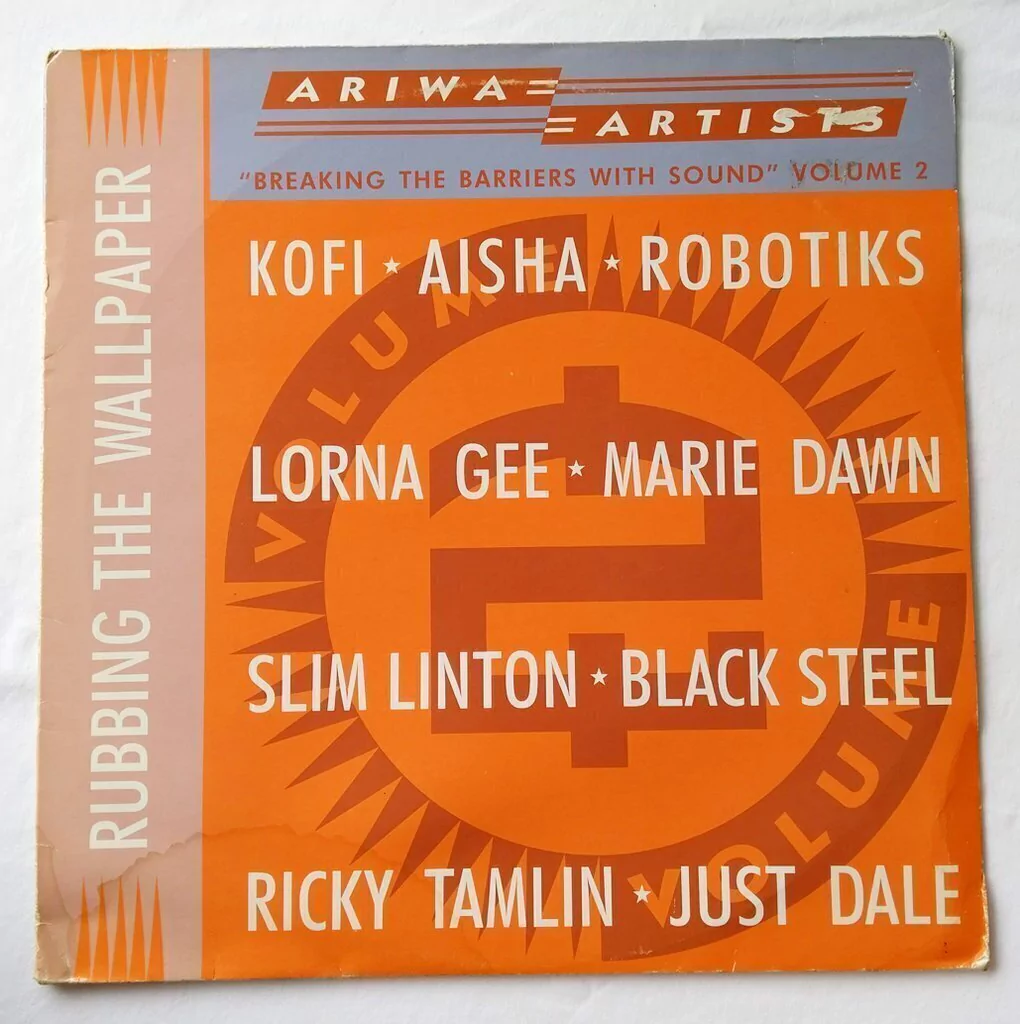 RUBBING THE WALLPAPER
ARIWA
ARTISTS
"BREAKING THE BARRIERS WITH SOUND" VOLUME 2
KOFI ★ AISHA ★ ROBOTIKS
LORNA GEE ★ MARIE DAWN
SLIM LINTON ★ BLACK STEEL
RICKY TAMLIN ★ JUST DALE
VOLUME
2
VOLUME